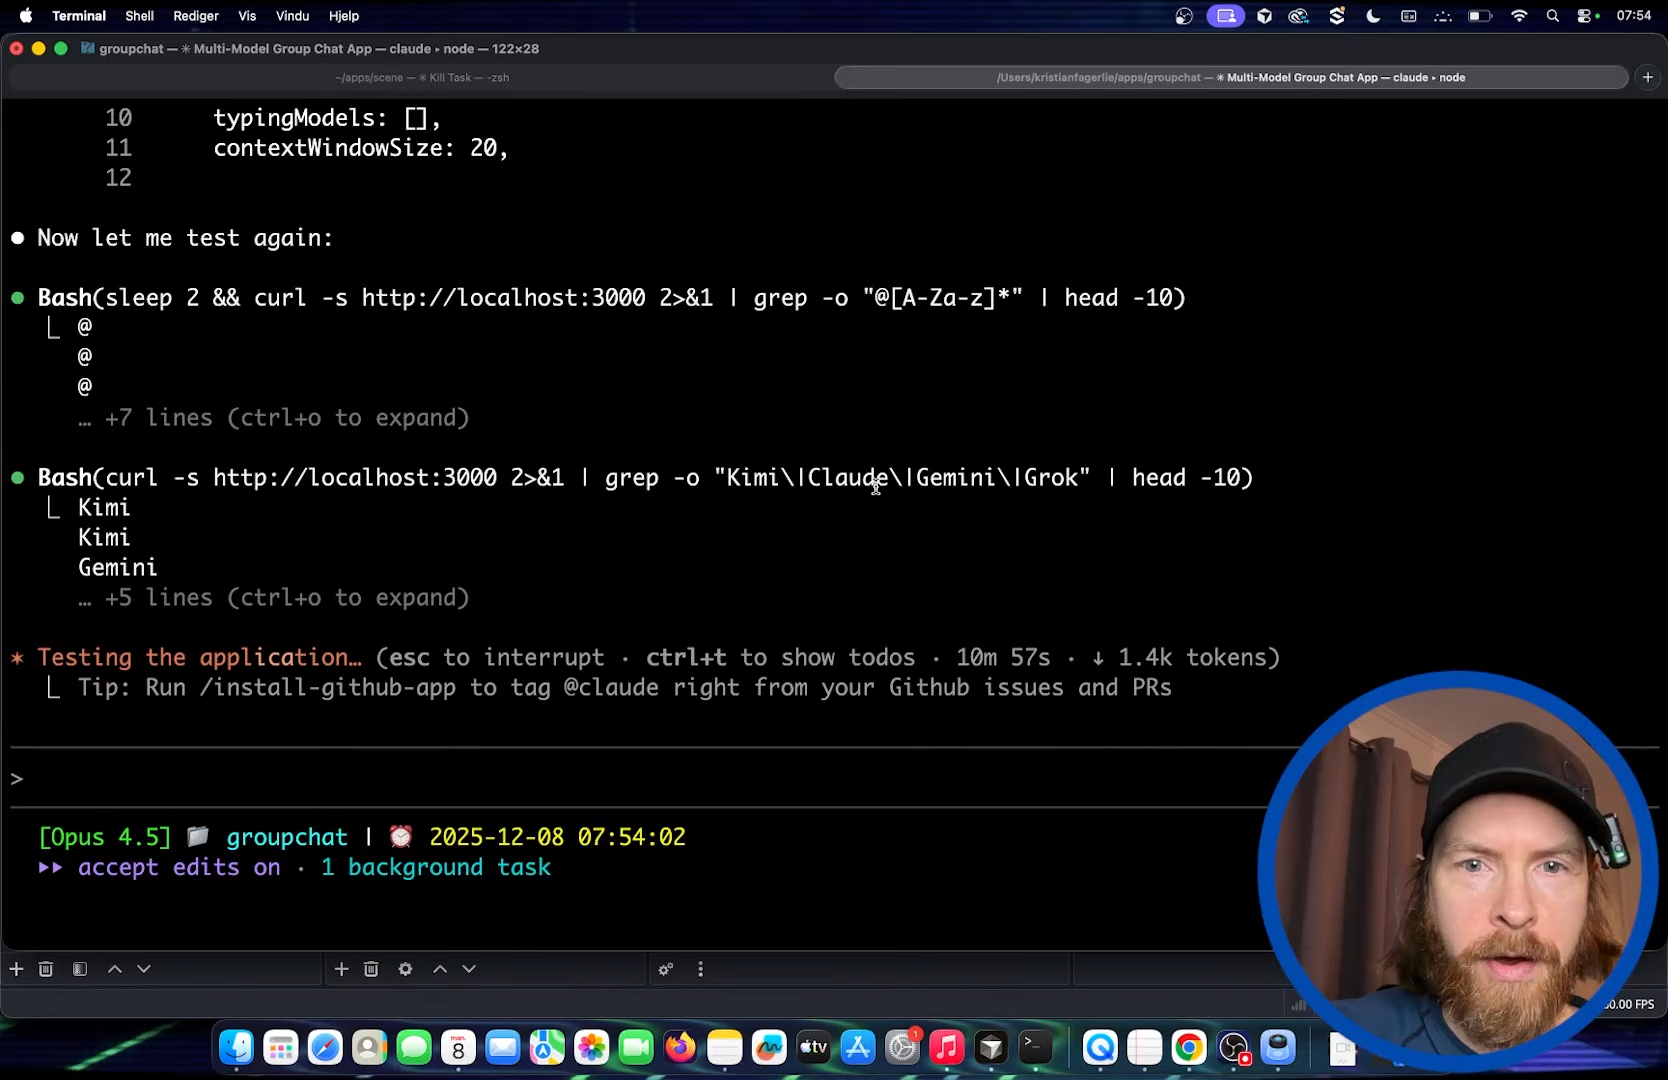 Terminal Shell Rediger Vis Vindu Hjelp 07:54
groupchat — ✳ Multi-Model Group Chat App — claude ▸ node — 122×28
~/apps/scene — ✳ Kill Task — -zsh
/Users/kristianfagerlie/apps/groupchat — ✳ Multi-Model Group Chat App — claude ▸ node
10 typingModels: [],
11 contextWindowSize: 20,
12
● Now let me test again:
● Bash(sleep 2 && curl -s http://localhost:3000 2>&1 | grep -o "@[A-Za-z]*" | head -10)
⎿ @
@
@
… +7 lines (ctrl+o to expand)
● Bash(curl -s http://localhost:3000 2>&1 | grep -o "Kimi\|Claude\|Gemini\|Grok" | head -10)
⎿ Kimi
Kimi
Gemini
… +5 lines (ctrl+o to expand)
✶ Testing the application… (esc to interrupt · ctrl+t to show todos · 10m 57s · ↓ 1.4k tokens)
⎿ Tip: Run /install-github-app to tag @claude right from your Github issues and PRs
>
[Opus 4.5] 📁 groupchat | ⏰ 2025-12-08 07:54:02
▸▸ accept edits on · 1 background task
FPS
man.
8
tv
1
>_